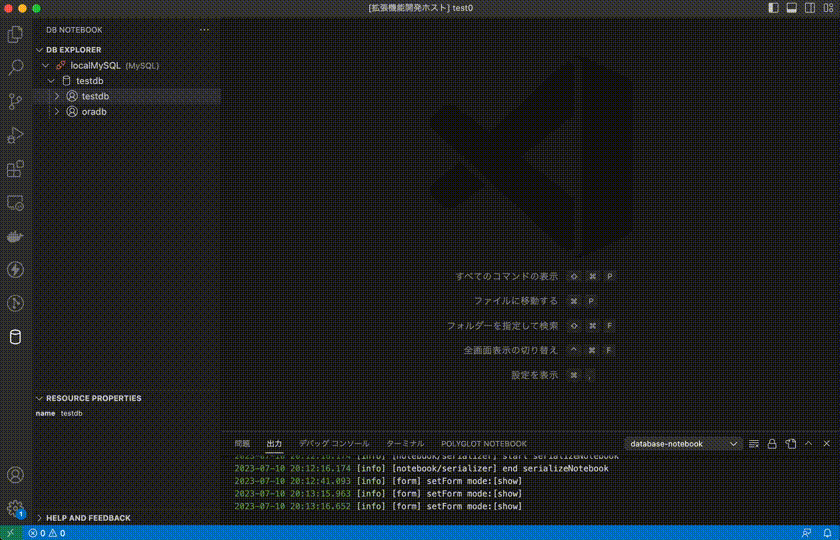 [拡張機能開発ホスト] test0
DB NOTEBOOK
DB EXPLORER
localMySQL (MySQL)
testdb
testdb
oradb
すべてのコマンドの表示 ⇧ ⌘ P
ファイルに移動する ⌘ P
フォルダーを指定して検索 ⇧ ⌘ F
全画面表示の切り替え ^ ⌘ F
設定を表示 ⌘ ,
RESOURCE PROPERTIES
name testdb
問題 出力 デバッグ コンソール ターミナル POLYGLOT NOTEBOOK database-notebook
2023-07-10 20:12:16.174 [info] [notebook/serializer] start serializeNotebook
2023-07-10 20:12:16.174 [info] [notebook/serializer] end serializeNotebook
2023-07-10 20:12:41.093 [info] [form] setForm mode:[show]
2023-07-10 20:13:15.963 [info] [form] setForm mode:[show]
2023-07-10 20:13:16.652 [info] [form] setForm mode:[show]
1
HELP AND FEEDBACK
0 0